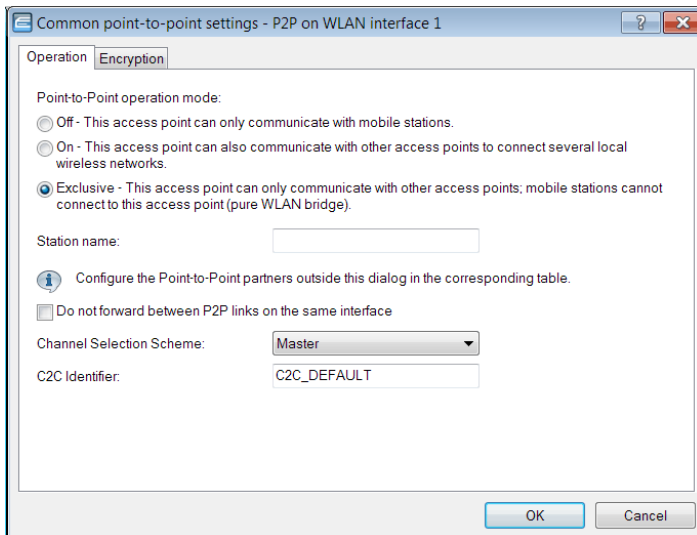 Common point-to-point settings - P2P on WLAN interface 1
Operation
Encryption
Point-to-Point operation mode:
Off - This access point can only communicate with mobile stations.
On - This access point can also communicate with other access points to connect several local
wireless networks.
Exclusive - This access point can only communicate with other access points; mobile stations cannot
connect to this access point (pure WLAN bridge).
Station name:
Configure the Point-to-Point partners outside this dialog in the corresponding table.
Do not forward between P2P links on the same interface
Channel Selection Scheme:
Master
C2C Identifier:
C2C_DEFAULT
OK
Cancel